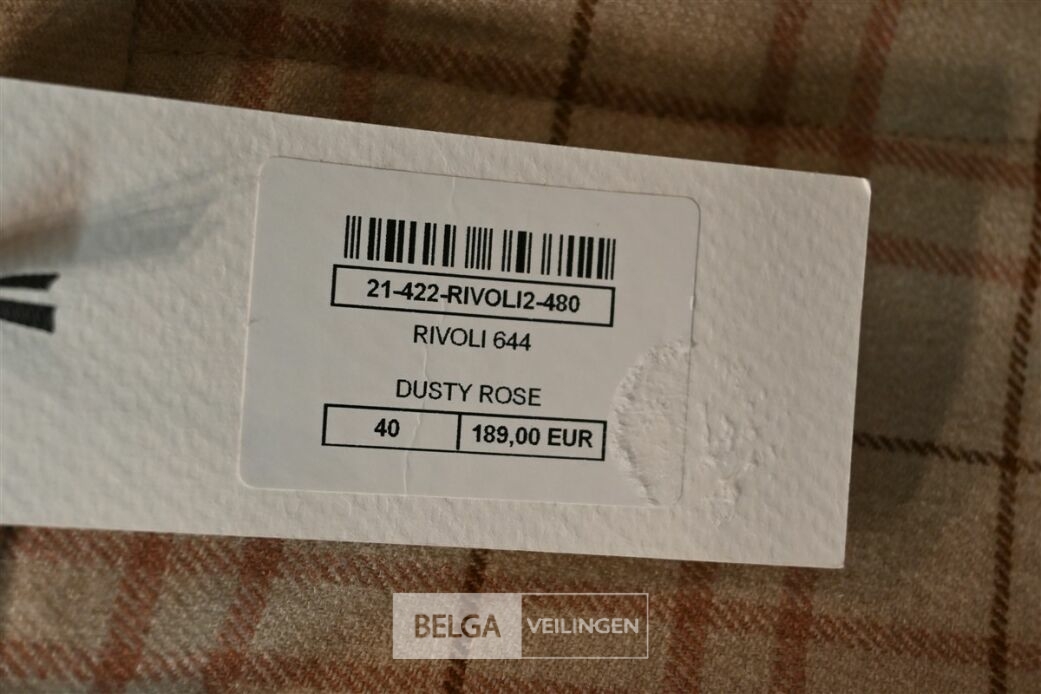 21-422-RIVOLI2-480
RIVOLI 644
DUSTY ROSE
40 189,00 EUR
BELGA VEILINGEN